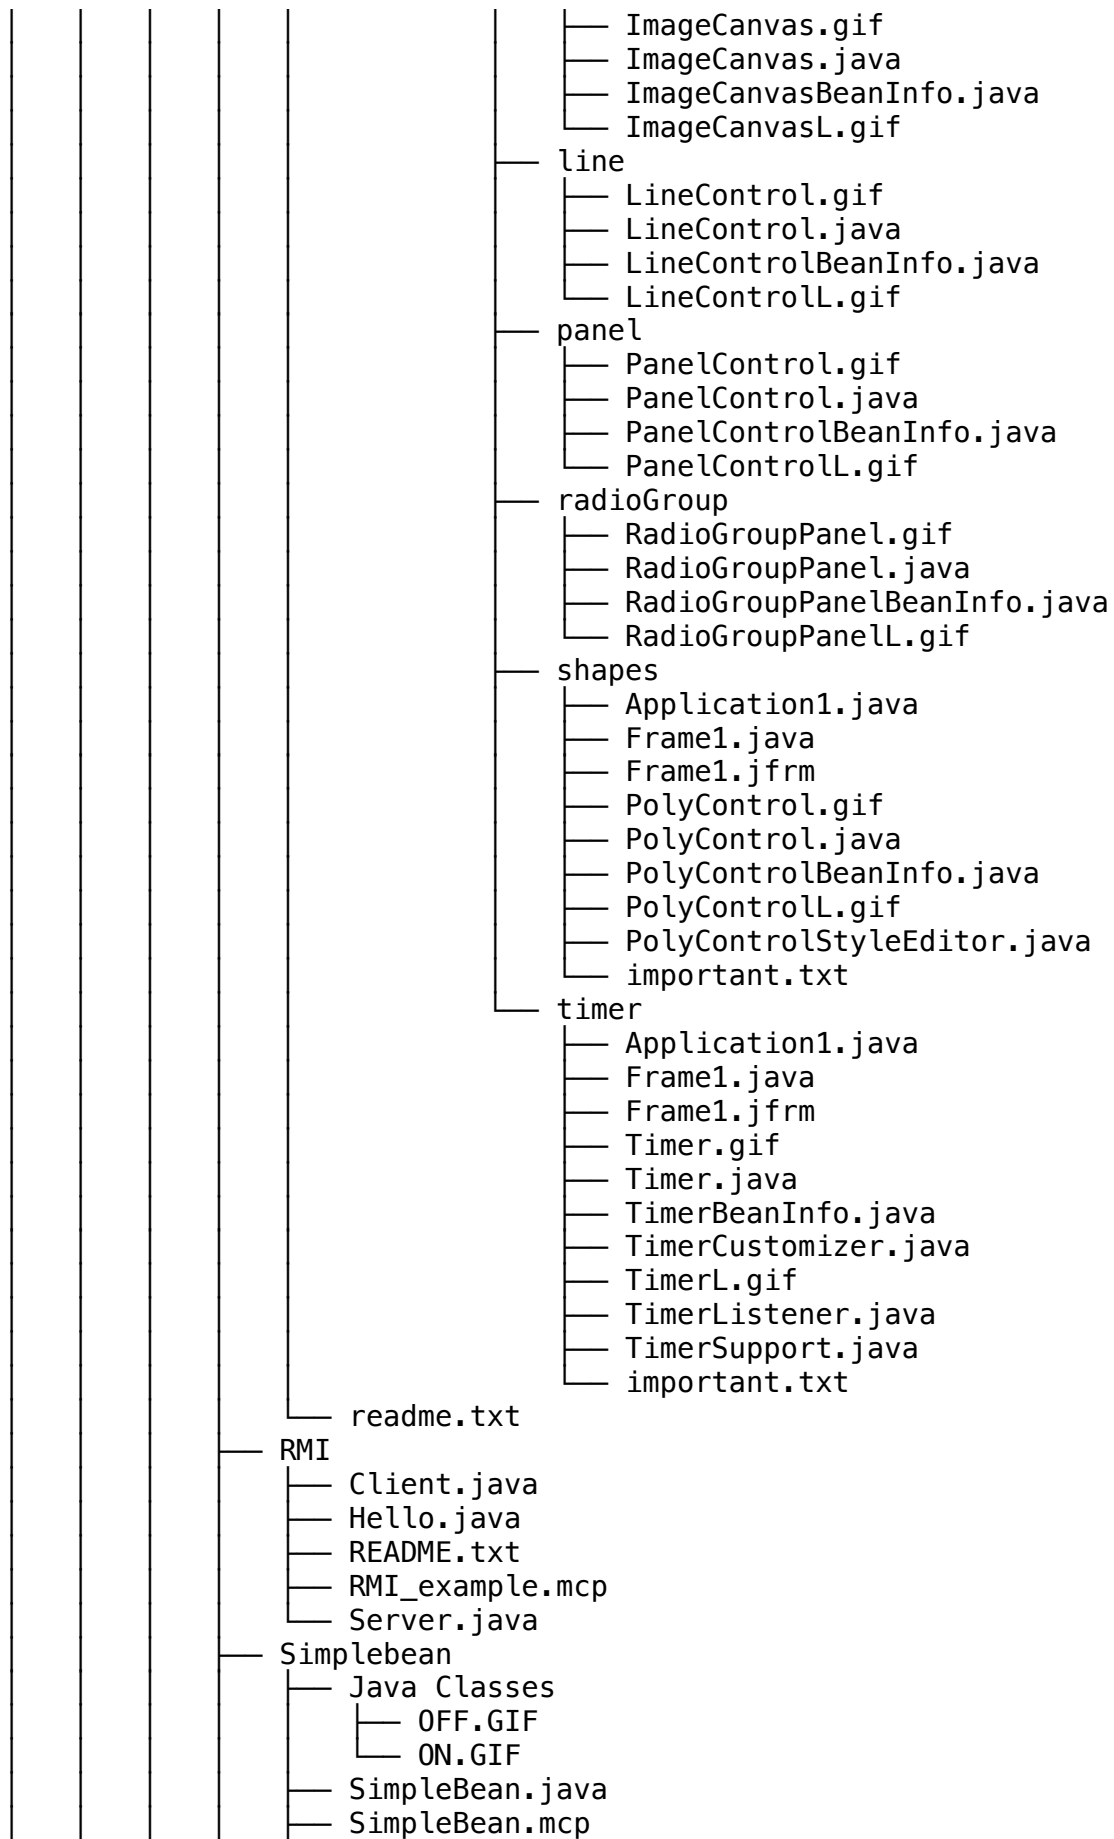 │   │   │   │   │           │   ├── ImageCanvas.gif
│   │   │   │   │           │   ├── ImageCanvas.java
│   │   │   │   │           │   ├── ImageCanvasBeanInfo.java
│   │   │   │   │           │   └── ImageCanvasL.gif
│   │   │   │   │           ├── line
│   │   │   │   │           │   ├── LineControl.gif
│   │   │   │   │           │   ├── LineControl.java
│   │   │   │   │           │   ├── LineControlBeanInfo.java
│   │   │   │   │           │   └── LineControlL.gif
│   │   │   │   │           ├── panel
│   │   │   │   │           │   ├── PanelControl.gif
│   │   │   │   │           │   ├── PanelControl.java
│   │   │   │   │           │   ├── PanelControlBeanInfo.java
│   │   │   │   │           │   └── PanelControlL.gif
│   │   │   │   │           ├── radioGroup
│   │   │   │   │           │   ├── RadioGroupPanel.gif
│   │   │   │   │           │   ├── RadioGroupPanel.java
│   │   │   │   │           │   ├── RadioGroupPanelBeanInfo.java
│   │   │   │   │           │   └── RadioGroupPanelL.gif
│   │   │   │   │           ├── shapes
│   │   │   │   │           │   ├── Application1.java
│   │   │   │   │           │   ├── Frame1.java
│   │   │   │   │           │   ├── Frame1.jfrm
│   │   │   │   │           │   ├── PolyControl.gif
│   │   │   │   │           │   ├── PolyControl.java
│   │   │   │   │           │   ├── PolyControlBeanInfo.java
│   │   │   │   │           │   ├── PolyControlL.gif
│   │   │   │   │           │   ├── PolyControlStyleEditor.java
│   │   │   │   │           │   └── important.txt
│   │   │   │   │           └── timer
│   │   │   │   │               ├── Application1.java
│   │   │   │   │               ├── Frame1.java
│   │   │   │   │               ├── Frame1.jfrm
│   │   │   │   │               ├── Timer.gif
│   │   │   │   │               ├── Timer.java
│   │   │   │   │               ├── TimerBeanInfo.java
│   │   │   │   │               ├── TimerCustomizer.java
│   │   │   │   │               ├── TimerL.gif
│   │   │   │   │               ├── TimerListener.java
│   │   │   │   │               ├── TimerSupport.java
│   │   │   │   │               └── important.txt
│   │   │   │   └── readme.txt
│   │   │   ├── RMI
│   │   │   │   ├── Client.java
│   │   │   │   ├── Hello.java
│   │   │   │   ├── README.txt
│   │   │   │   ├── RMI_example.mcp
│   │   │   │   └── Server.java
│   │   │   ├── Simplebean
│   │   │   │   ├── Java Classes
│   │   │   │   │   ├── OFF.GIF
│   │   │   │   │   └── ON.GIF
│   │   │   │   ├── SimpleBean.java
│   │   │   │   ├── SimpleBean.mcp